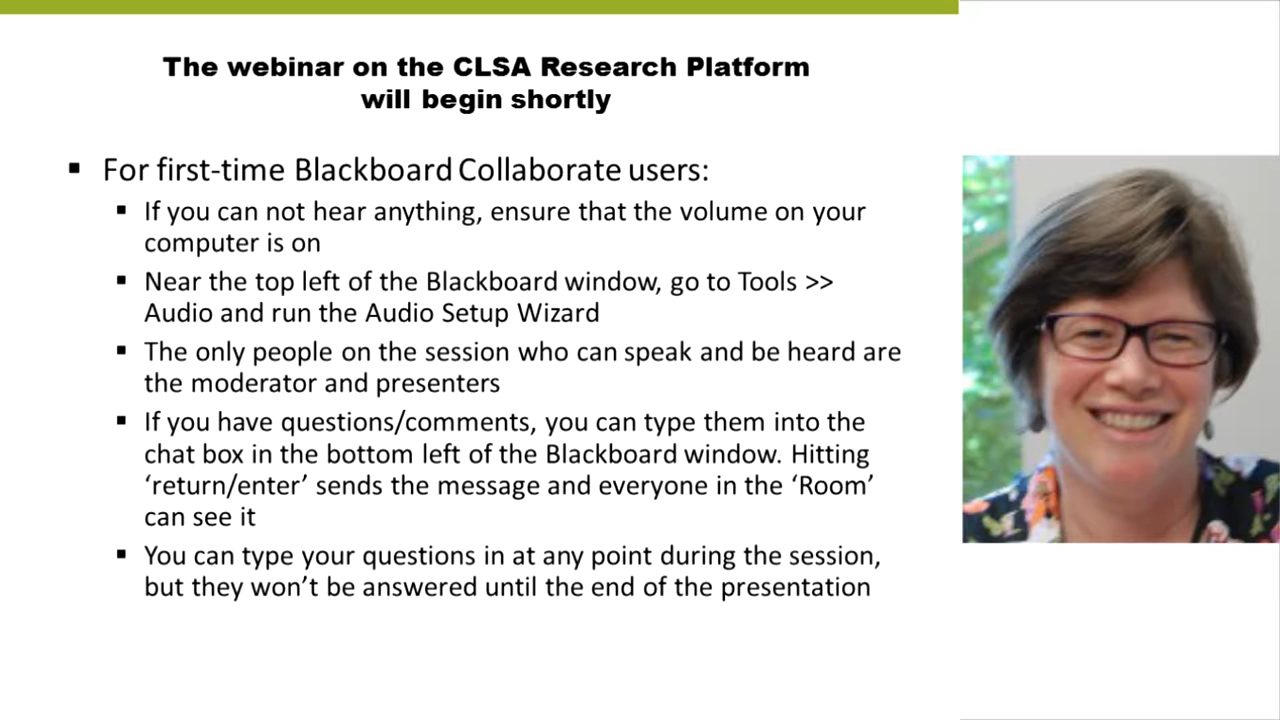 The webinar on the CLSA Research Platform
will begin shortly
▪ For first-time Blackboard Collaborate users:
▪ If you can not hear anything, ensure that the volume on your
computer is on
▪ Near the top left of the Blackboard window, go to Tools >>
Audio and run the Audio Setup Wizard
▪ The only people on the session who can speak and be heard are
the moderator and presenters
▪ If you have questions/comments, you can type them into the
chat box in the bottom left of the Blackboard window. Hitting
‘return/enter’ sends the message and everyone in the ‘Room’
can see it
▪ You can type your questions in at any point during the session,
but they won’t be answered until the end of the presentation